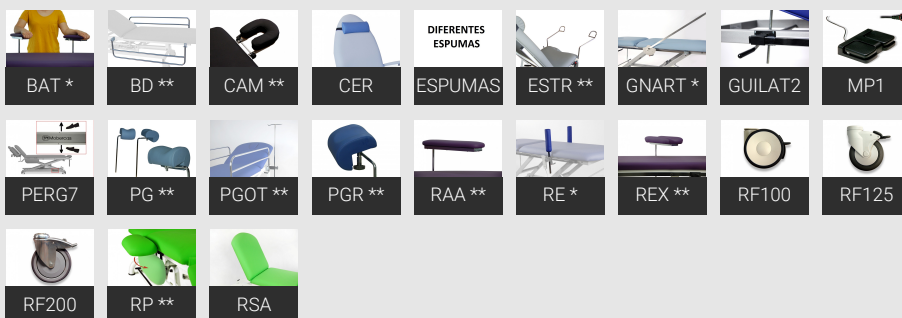 DIFERENTES
ESPUMAS
BAT *
BD **
CAM **
CER
ESPUMAS
ESTR **
GNART *
GUILAT2
MP1
PERG7
PG **
PGOT **
PGR **
RAA **
RE *
REX **
RF100
RF125
RF200
RP **
RSA